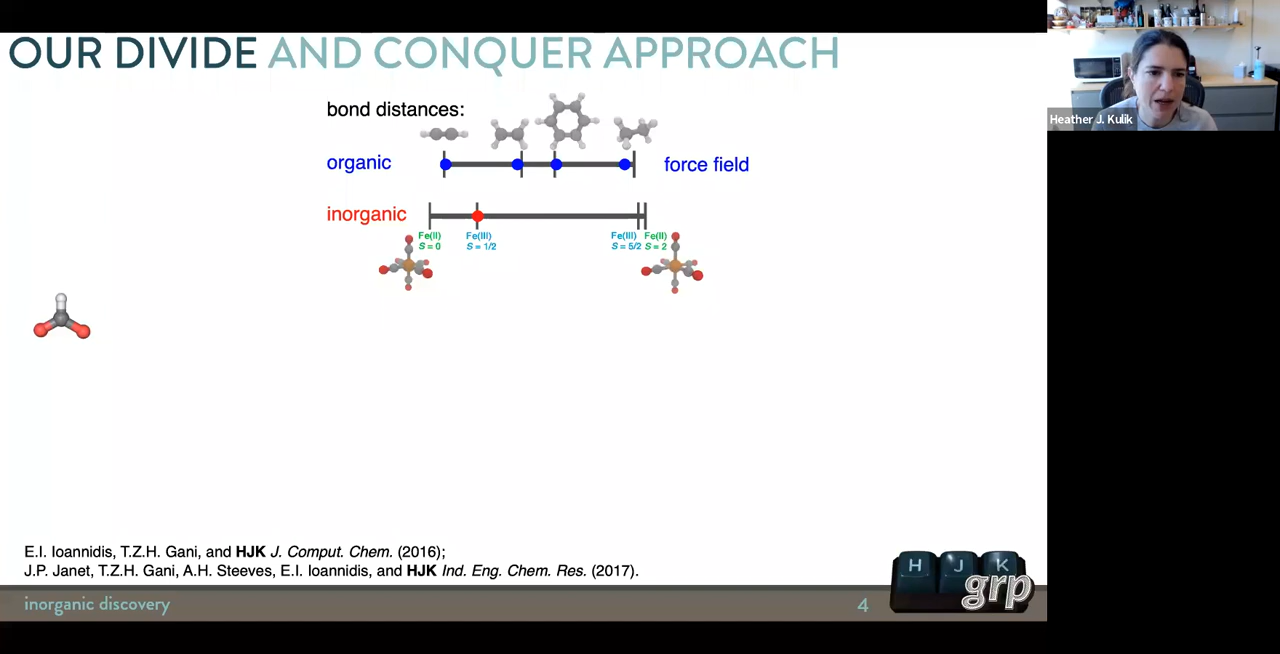 OUR DIVIDE AND CONQUER APPROACH
Heather J. Kulik
bond distances:
organic
force field
inorganic
Fe(II) Fe(III) Fe(III) Fe(II)
S = 0 S = 1/2 S = 5/2 S = 2
E.I. Ioannidis, T.Z.H. Gani, and HJK J. Comput. Chem. (2016);
J.P. Janet, T.Z.H. Gani, A.H. Steeves, E.I. Ioannidis, and HJK Ind. Eng. Chem. Res. (2017).
H J K
grp
inorganic discovery
4